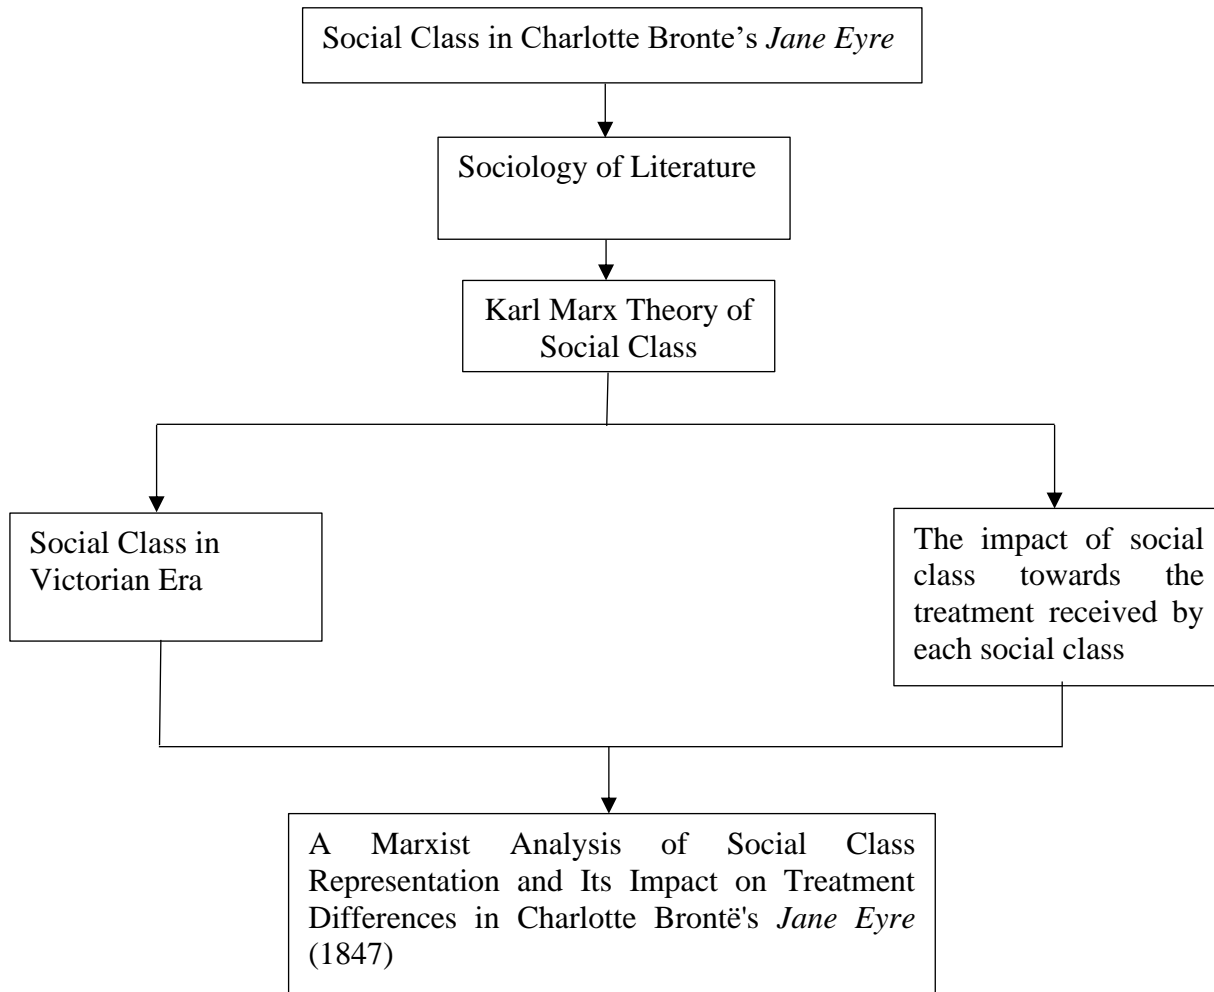 Social Class in Charlotte Bronte’s Jane Eyre
Sociology of Literature
Karl Marx Theory of
Social Class
Social Class in
Victorian Era
The impact of social
class towards the
treatment received by
each social class
A Marxist Analysis of Social Class
Representation and Its Impact on Treatment
Differences in Charlotte Brontë's Jane Eyre
(1847)